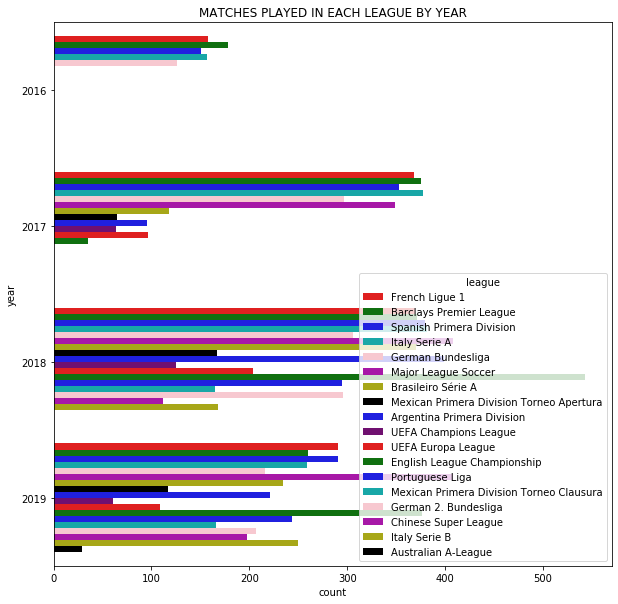 MATCHES PLAYED IN EACH LEAGUE BY YEAR
year
2016
2017
2018
2019
league
French Ligue 1
Barclays Premier League
Spanish Primera Division
Italy Serie A
German Bundesliga
Major League Soccer
Brasileiro Série A
Mexican Primera Division Torneo Apertura
Argentina Primera Division
UEFA Champions League
UEFA Europa League
English League Championship
Portuguese Liga
Mexican Primera Division Torneo Clausura
German 2. Bundesliga
Chinese Super League
Italy Serie B
Australian A-League
0 100 200 300 400 500
count